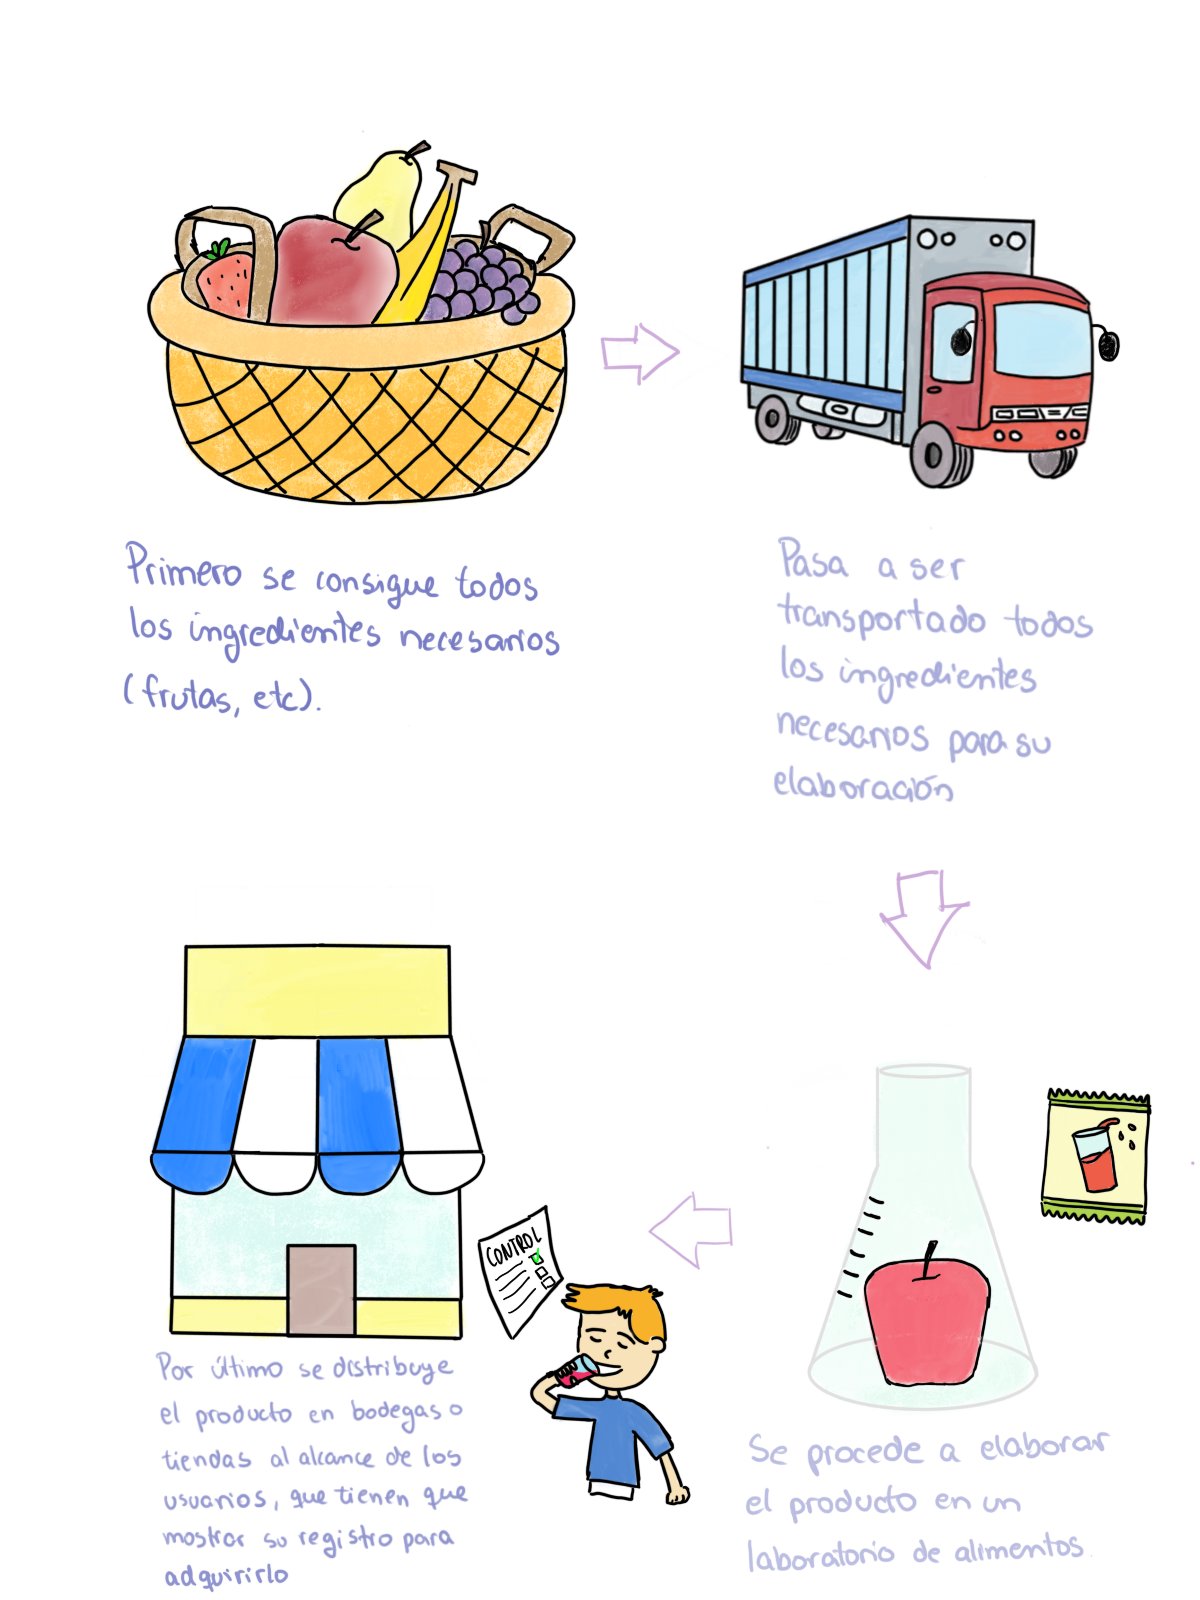 Primero se consigue todos
los ingredientes necesarios
(frutas, etc).
Pasa a ser
transportado todos
los ingredientes
necesarios para su
elaboración
Se procede a elaborar
el producto en un
laboratorio de alimentos.
CONTROL
Por último se distribuye
el producto en bodegas o
tiendas al alcance de los
usuarios, que tienen que
mostrar su registro para
adquirirlo